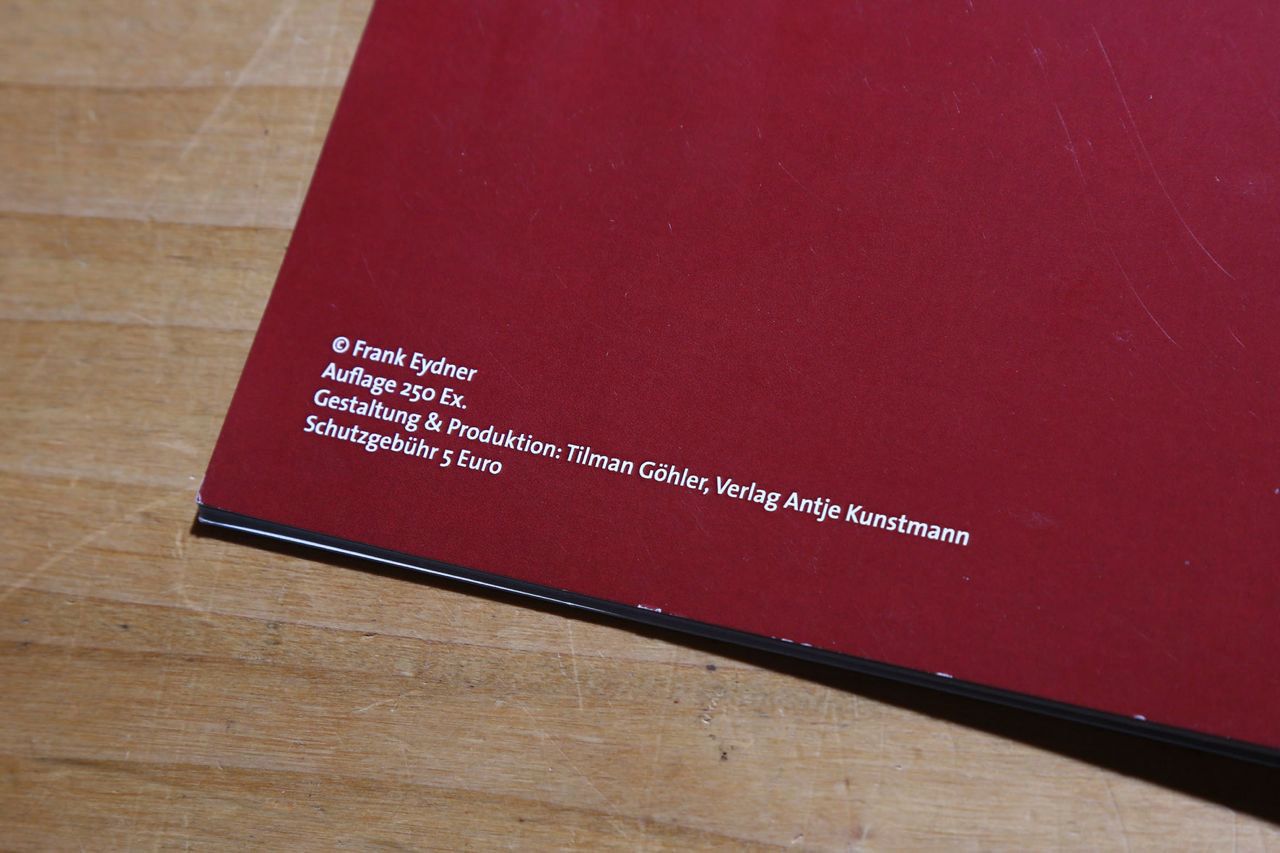 © Frank Eydner
Auflage 250 Ex.
Gestaltung & Produktion: Tilman Göhler, Verlag Antje Kunstmann
Schutzgebühr 5 Euro